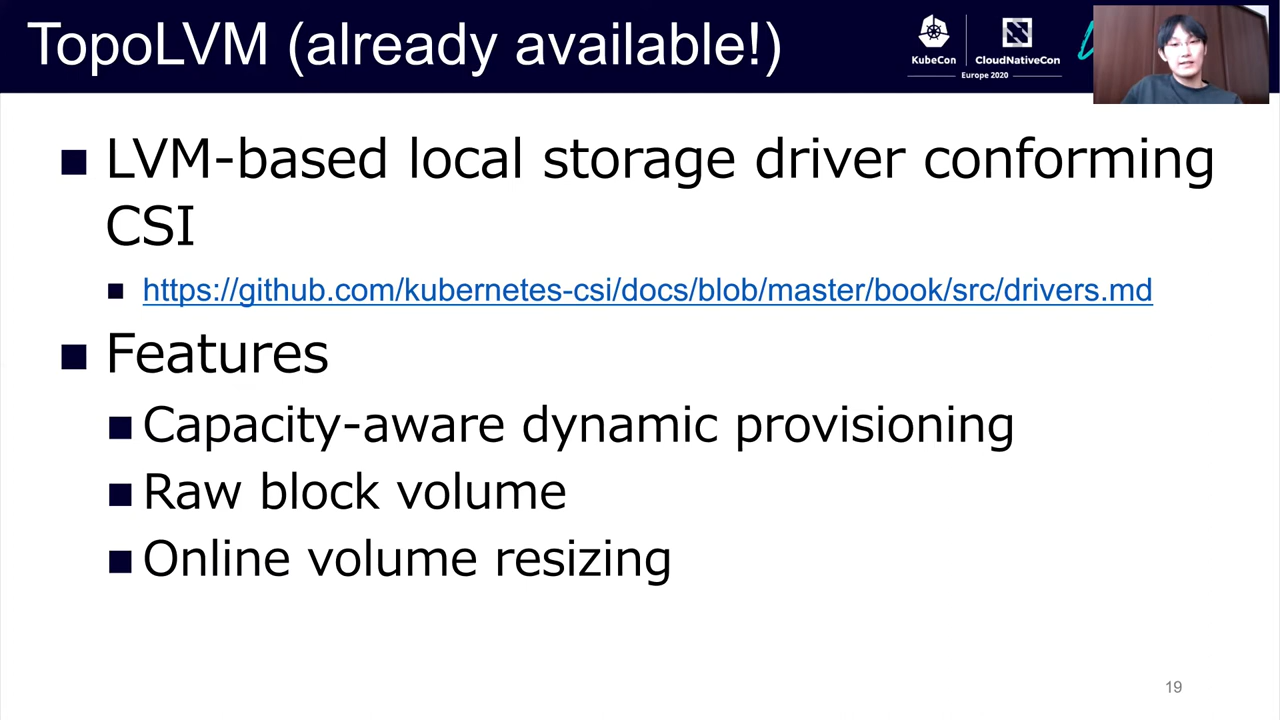 TopoLVM (already available!)
KubeCon
CloudNativeCon
Europe 2020
LVM-based local storage driver conforming
CSI
https://github.com/kubernetes-csi/docs/blob/master/book/src/drivers.md
Features
Capacity-aware dynamic provisioning
Raw block volume
Online volume resizing
19